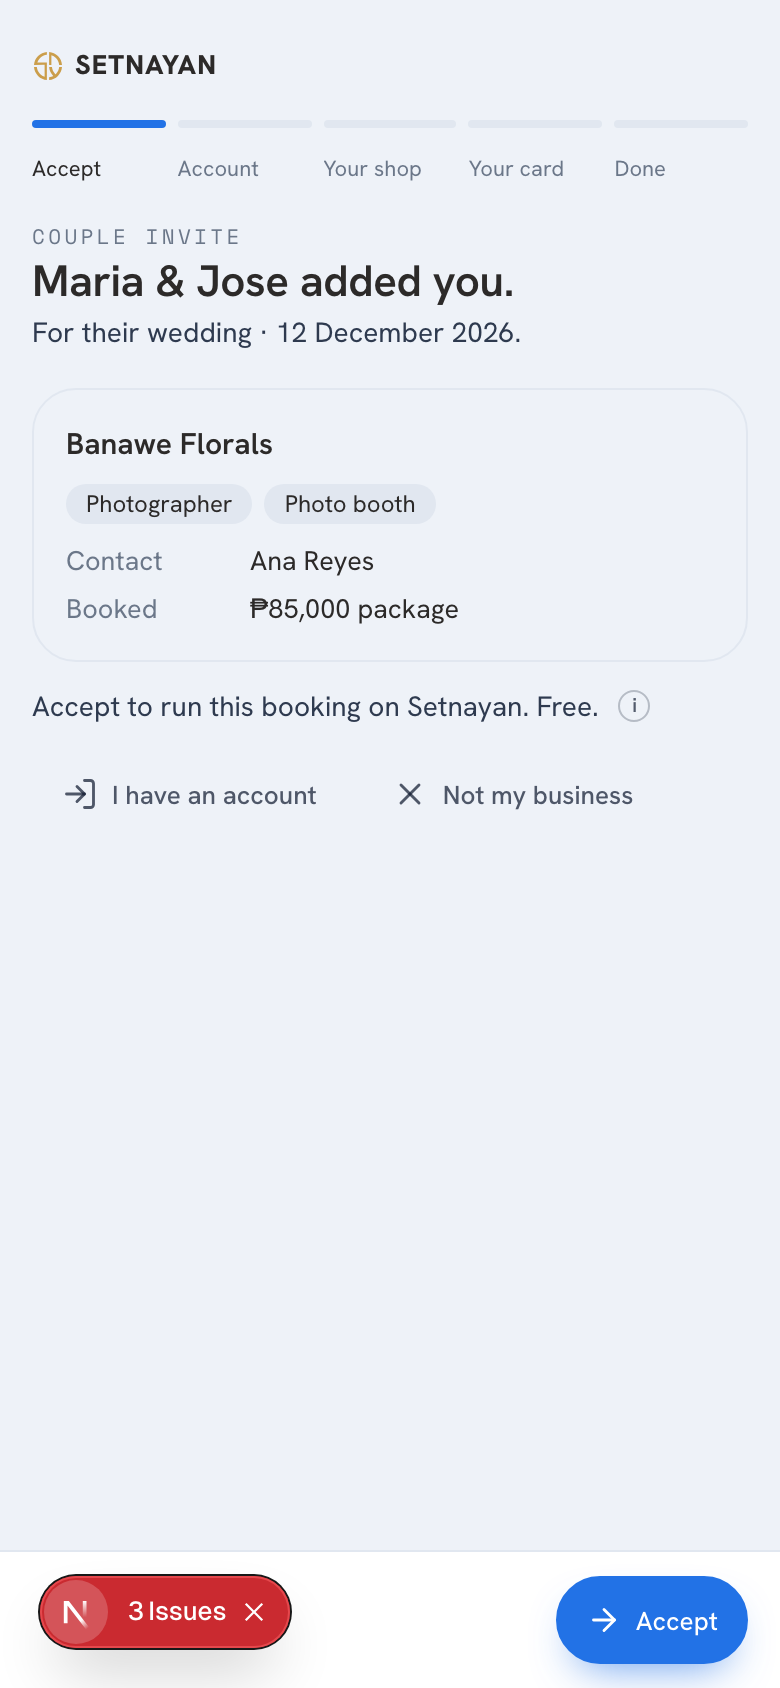 SETNAYAN
Accept Account Your shop Your card Done
COUPLE INVITE
Maria & Jose added you.
For their wedding · 12 December 2026.
Banawe Florals
Photographer Photo booth
Contact Ana Reyes
Booked ₱85,000 package
Accept to run this booking on Setnayan. Free. i
I have an account Not my business
N 3 Issues Accept